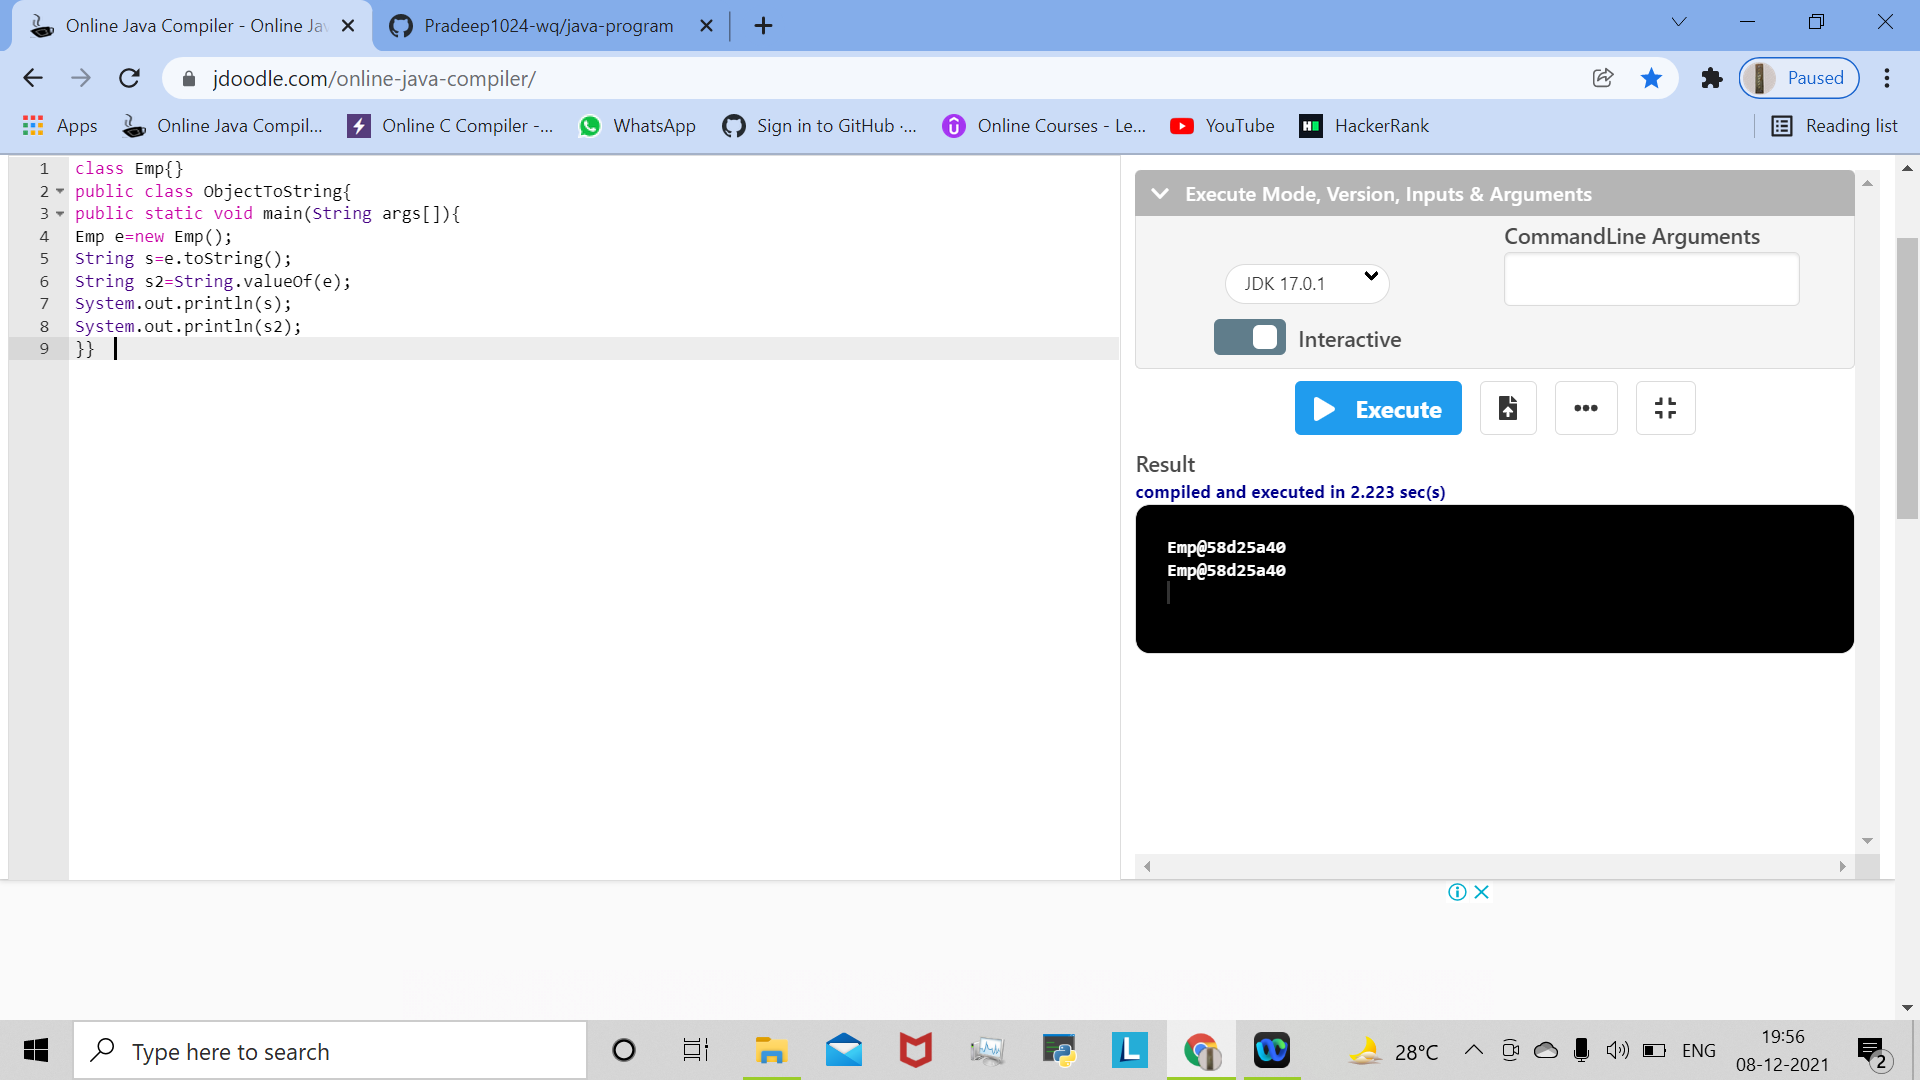 Online Java Compiler - Online Jav
Pradeep1024-wq/java-program
jdoodle.com/online-java-compiler/
Paused
Apps
Online Java Compil...
Online C Compiler -...
WhatsApp
Sign in to GitHub ·...
Online Courses - Le...
YouTube
HackerRank
Reading list
1 class Emp{}
2 public class ObjectToString{
3 public static void main(String args[]){
4 Emp e=new Emp();
5 String s=e.toString();
6 String s2=String.valueOf(e);
7 System.out.println(s);
8 System.out.println(s2);
9 }}
Execute Mode, Version, Inputs & Arguments
CommandLine Arguments
JDK 17.0.1
Interactive
Execute
Result
compiled and executed in 2.223 sec(s)
Emp@58d25a40
Emp@58d25a40
Type here to search
28°C
ENG
19:56
08-12-2021
2